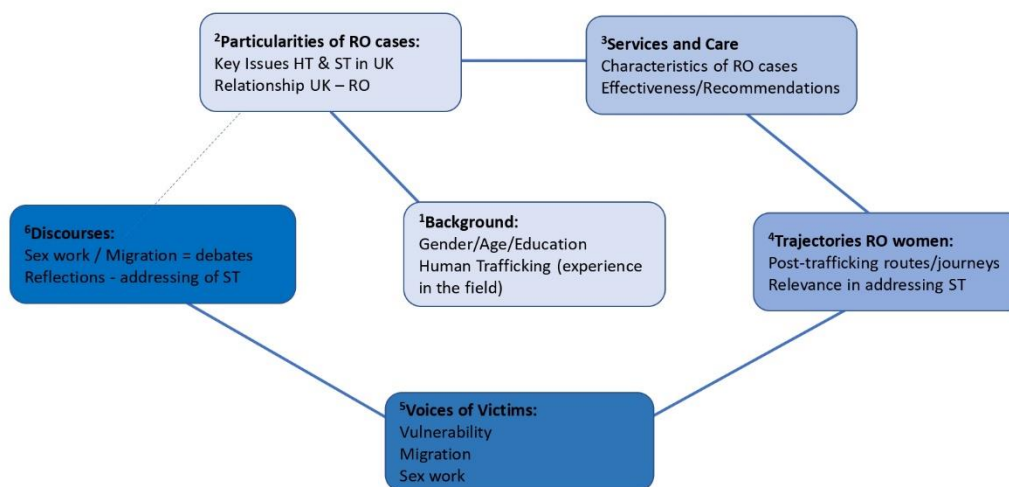 ²Particularities of RO cases:
Key Issues HT & ST in UK
Relationship UK – RO
³Services and Care
Characteristics of RO cases
Effectiveness/Recommendations
⁶Discourses:
Sex work / Migration = debates
Reflections - addressing of ST
¹Background:
Gender/Age/Education
Human Trafficking (experience
in the field)
⁴Trajectories RO women:
Post-trafficking routes/journeys
Relevance in addressing ST
⁵Voices of Victims:
Vulnerability
Migration
Sex work